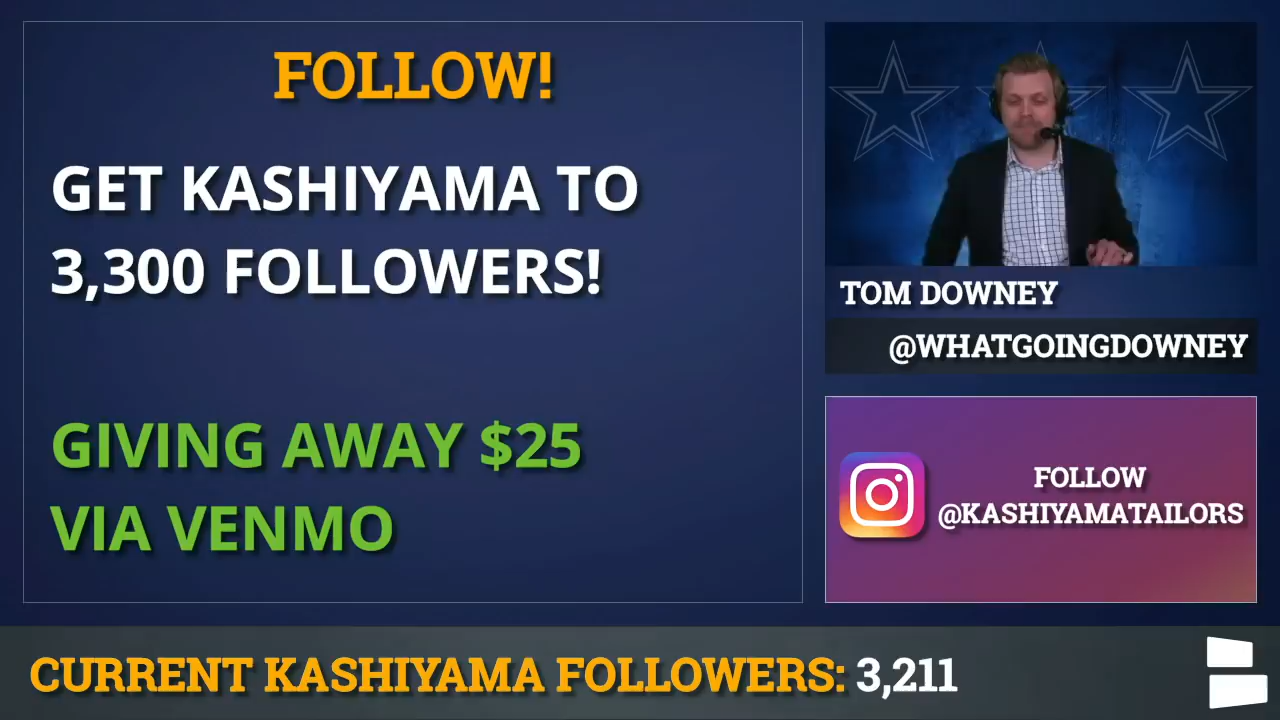 FOLLOW!
GET KASHIYAMA TO
3,300 FOLLOWERS!
GIVING AWAY $25
VIA VENMO
TOM DOWNEY
@WHATGOINGDOWNEY
FOLLOW
@KASHIYAMATAILORS
CURRENT KASHIYAMA FOLLOWERS: 3,211